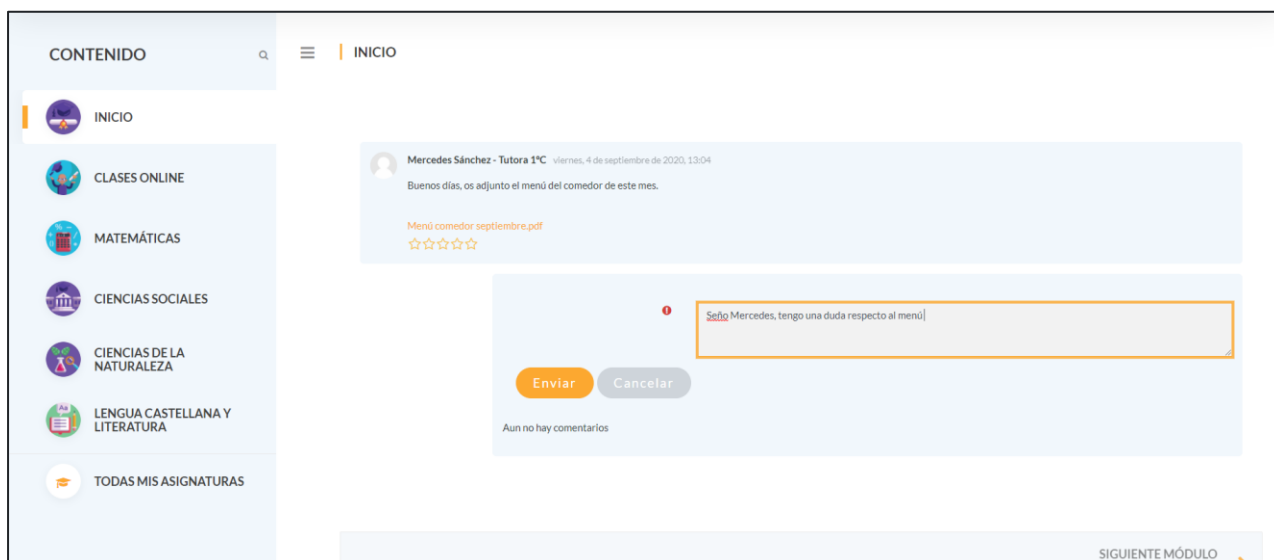 CONTENIDO
INICIO
CLASES ONLINE
MATEMÁTICAS
CIENCIAS SOCIALES
CIENCIAS DE LA
NATURALEZA
LENGUA CASTELLANA Y
LITERATURA
TODAS MIS ASIGNATURAS
INICIO
Mercedes Sánchez - Tutora 1ºC viernes, 4 de septiembre de 2020, 13:04
Buenos días, os adjunto el menú del comedor de este mes.
Menú comedor septiembre.pdf
Seño Mercedes, tengo una duda respecto al menú
Enviar Cancelar
Aun no hay comentarios
SIGUIENTE MÓDULO